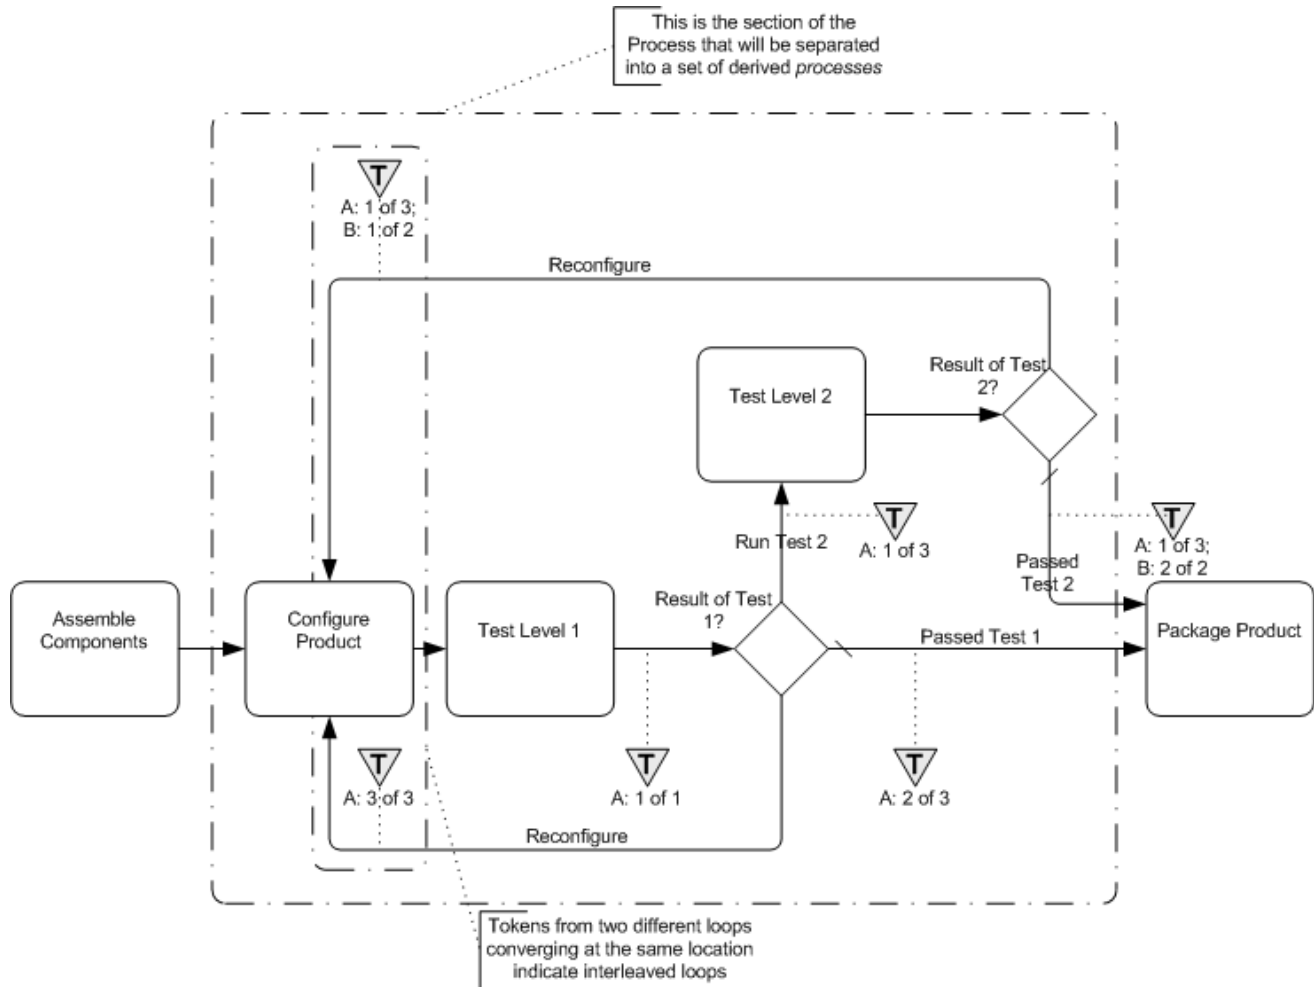 This is the section of the
Process that will be separated
into a set of derived processes
T
A: 1 of 3;
B: 1 of 2
Reconfigure
Test Level 2
Result of Test
2?
T
A: 1 of 3
Run Test 2
T
A: 1 of 3;
B: 2 of 2
Passed
Test 2
Assemble
Components
Configure
Product
Test Level 1
Result of Test
1?
Passed Test 1
Package Product
T
A: 3 of 3
T
A: 1 of 1
T
A: 2 of 3
Reconfigure
Tokens from two different loops
converging at the same location
indicate interleaved loops